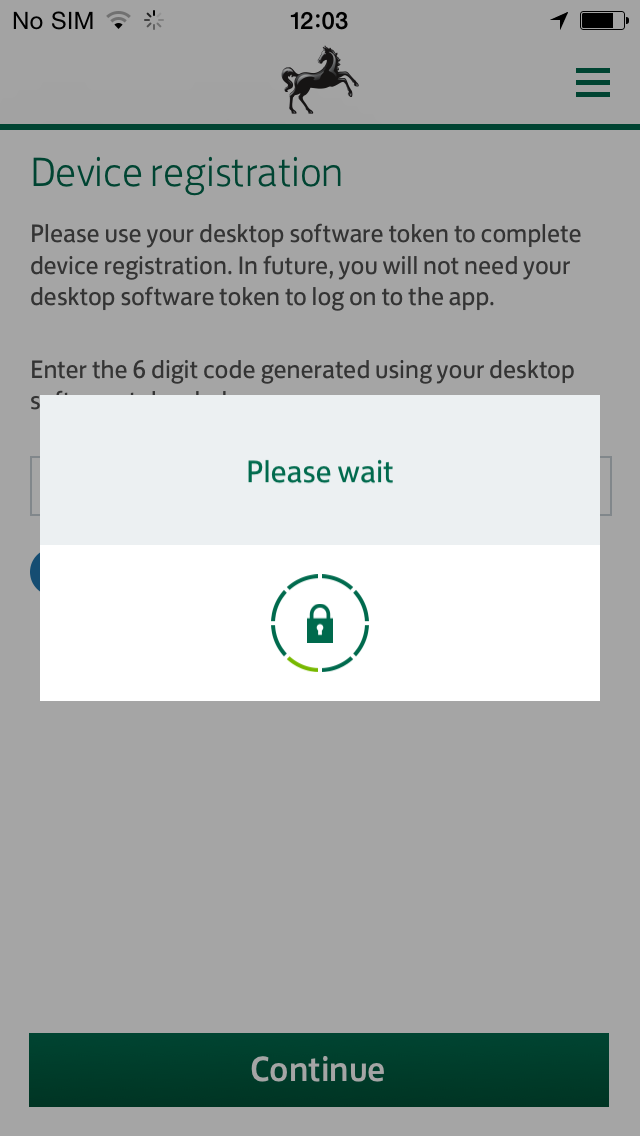 No SIM 12:03
Device registration
Please use your desktop software token to complete
device registration. In future, you will not need your
desktop software token to log on to the app.
Enter the 6 digit code generated using your desktop
Please wait
Continue